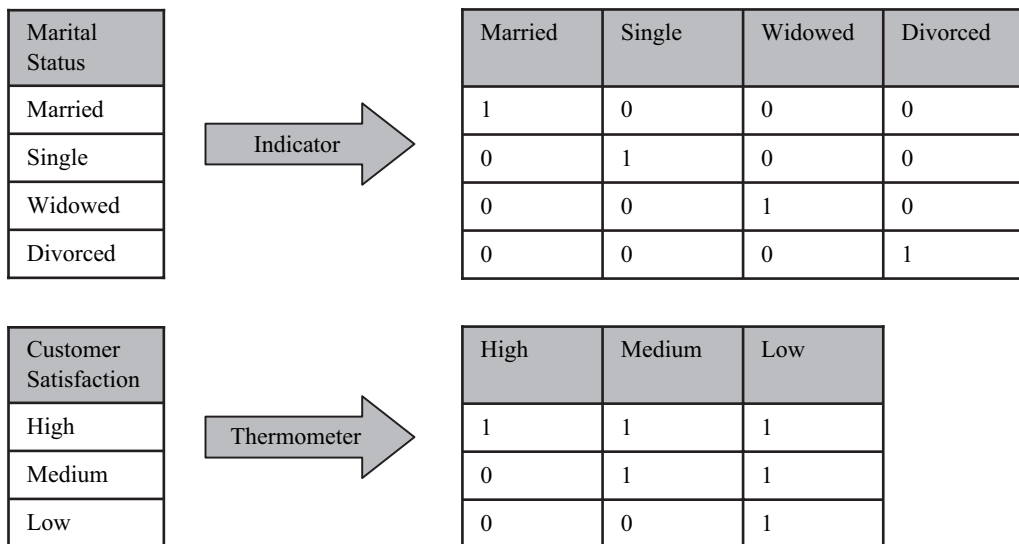 Marital
Status
Married
Single
Widowed
Divorced
Indicator
Married Single Widowed Divorced
1 0 0 0
0 1 0 0
0 0 1 0
0 0 0 1
Customer
Satisfaction
High
Medium
Low
Thermometer
High Medium Low
1 1 1
0 1 1
0 0 1